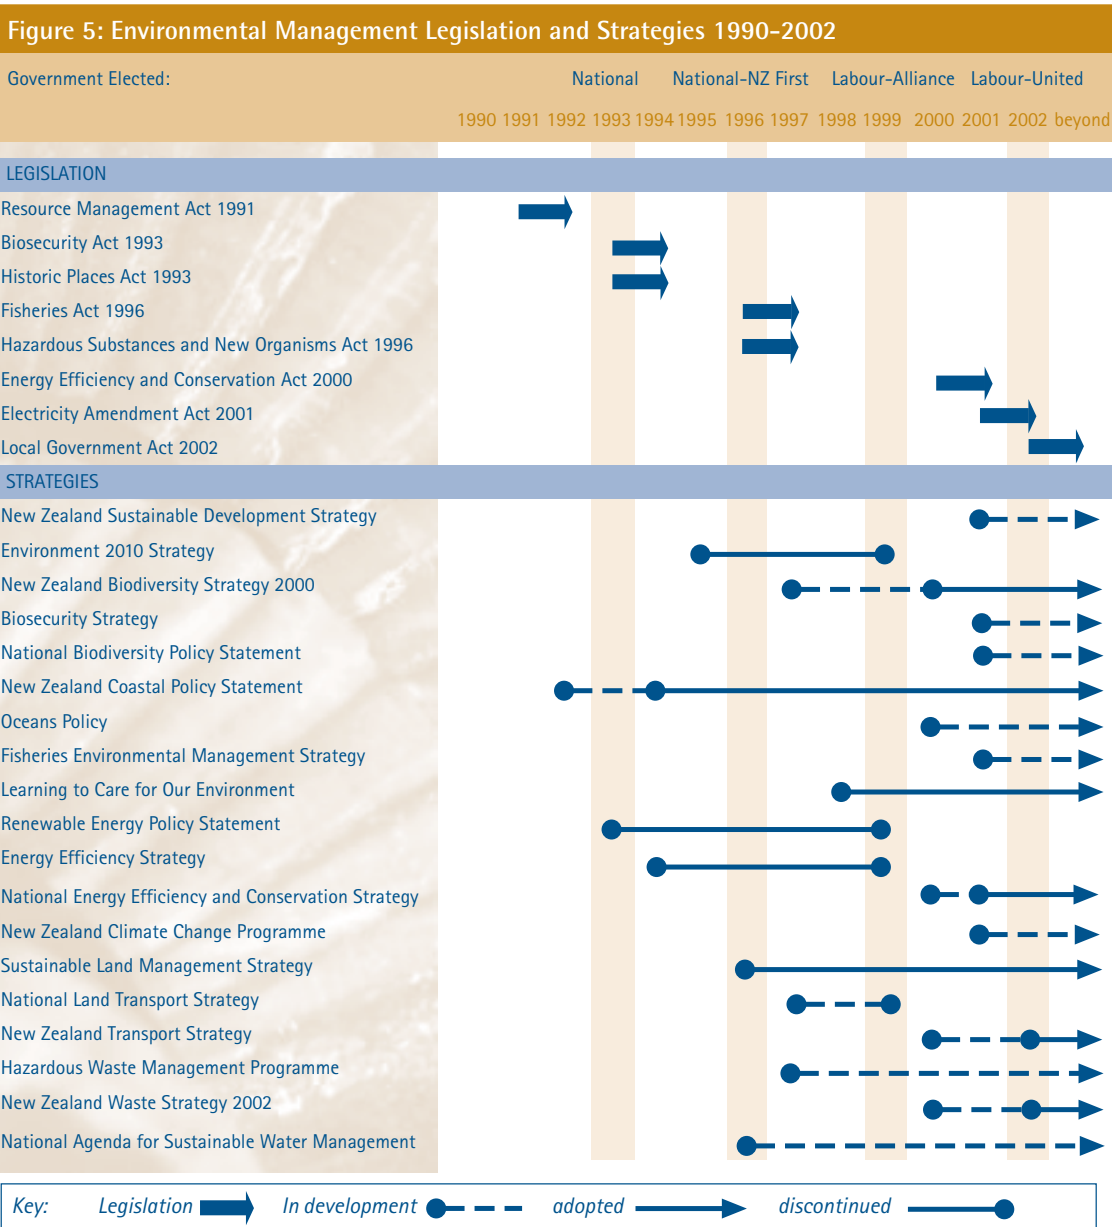 Figure 5: Environmental Management Legislation and Strategies 1990-2002
Government Elected: National National-NZ First Labour-Alliance Labour-United
1990 1991 1992 1993 1994 1995 1996 1997 1998 1999 2000 2001 2002 beyond
LEGISLATION
Resource Management Act 1991
Biosecurity Act 1993
Historic Places Act 1993
Fisheries Act 1996
Hazardous Substances and New Organisms Act 1996
Energy Efficiency and Conservation Act 2000
Electricity Amendment Act 2001
Local Government Act 2002
STRATEGIES
New Zealand Sustainable Development Strategy
Environment 2010 Strategy
New Zealand Biodiversity Strategy 2000
Biosecurity Strategy
National Biodiversity Policy Statement
New Zealand Coastal Policy Statement
Oceans Policy
Fisheries Environmental Management Strategy
Learning to Care for Our Environment
Renewable Energy Policy Statement
Energy Efficiency Strategy
National Energy Efficiency and Conservation Strategy
New Zealand Climate Change Programme
Sustainable Land Management Strategy
National Land Transport Strategy
New Zealand Transport Strategy
Hazardous Waste Management Programme
New Zealand Waste Strategy 2002
National Agenda for Sustainable Water Management
Key: Legislation In development adopted discontinued